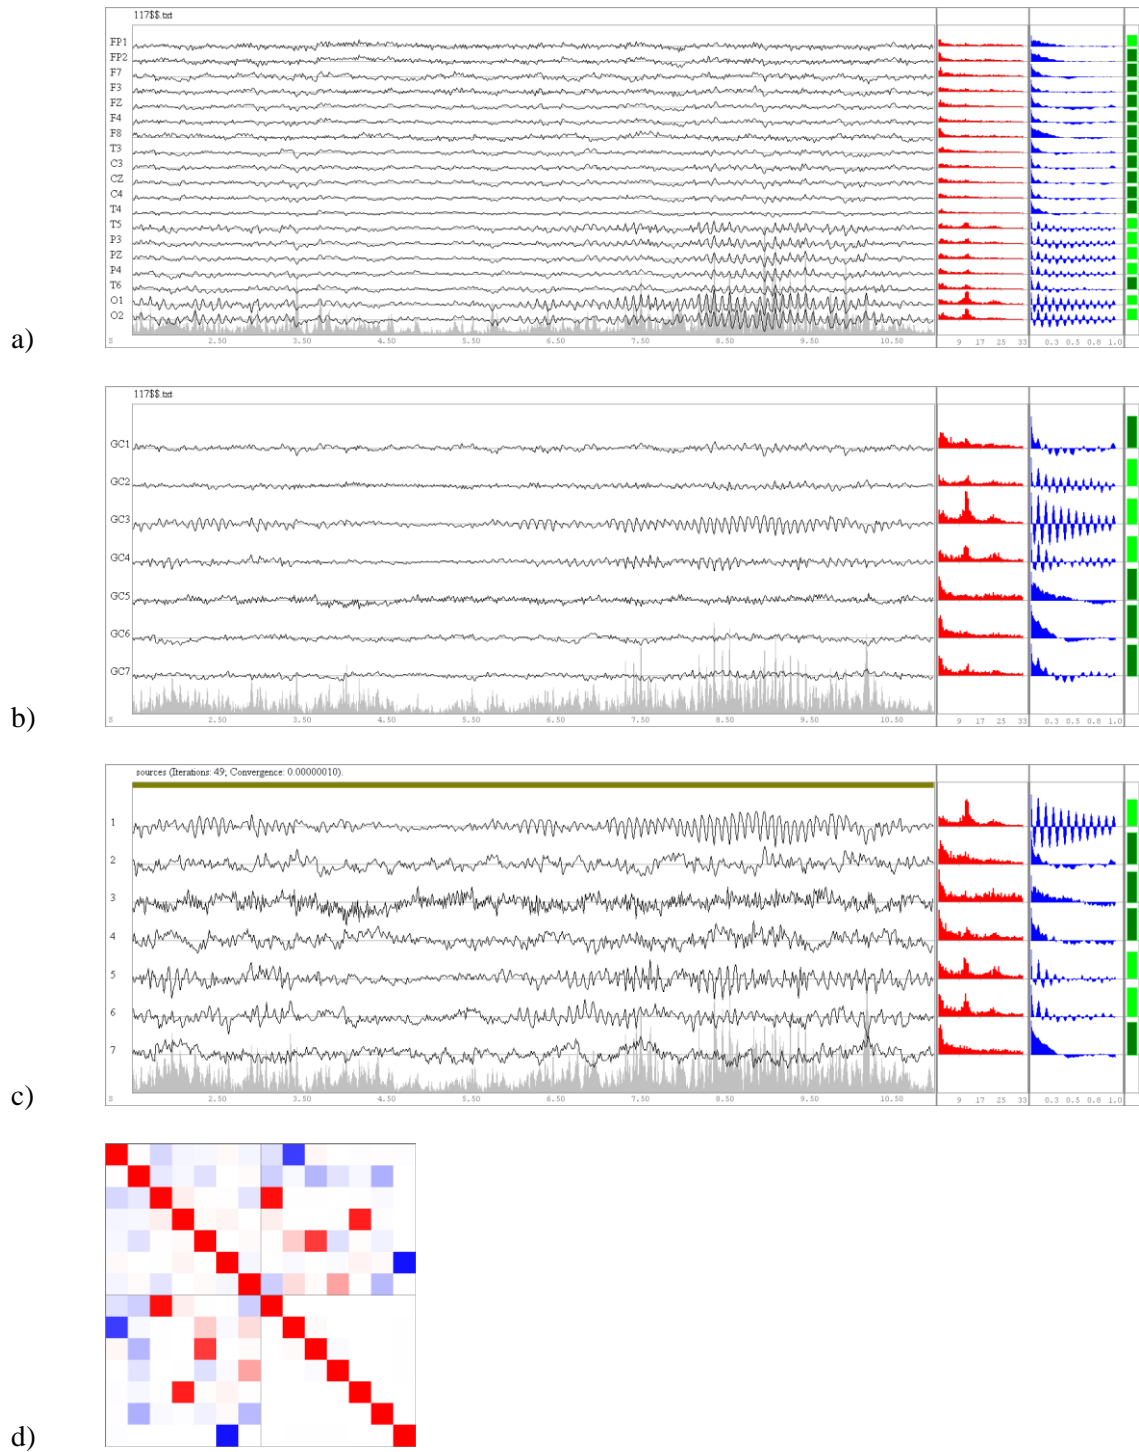 117$$.txt
FP1
FP2
F7
F3
FZ
F4
F8
T3
C3
CZ
C4
T4
T5
P3
PZ
P4
T6
O1
O2
S 2.50 3.50 4.50 5.50 6.50 7.50 8.50 9.50 10.50 9 17 25 33 0.3 0.5 0.8 1.0
a)
117$$.txt
GC1
GC2
GC3
GC4
GC5
GC6
GC7
S 2.50 3.50 4.50 5.50 6.50 7.50 8.50 9.50 10.50 9 17 25 33 0.3 0.5 0.8 1.0
b)
sources (Iterations: 49; Convergence: 0.00000010).
1
2
3
4
5
6
7
S 2.50 3.50 4.50 5.50 6.50 7.50 8.50 9.50 10.50 9 17 25 33 0.3 0.5 0.8 1.0
c)
d)